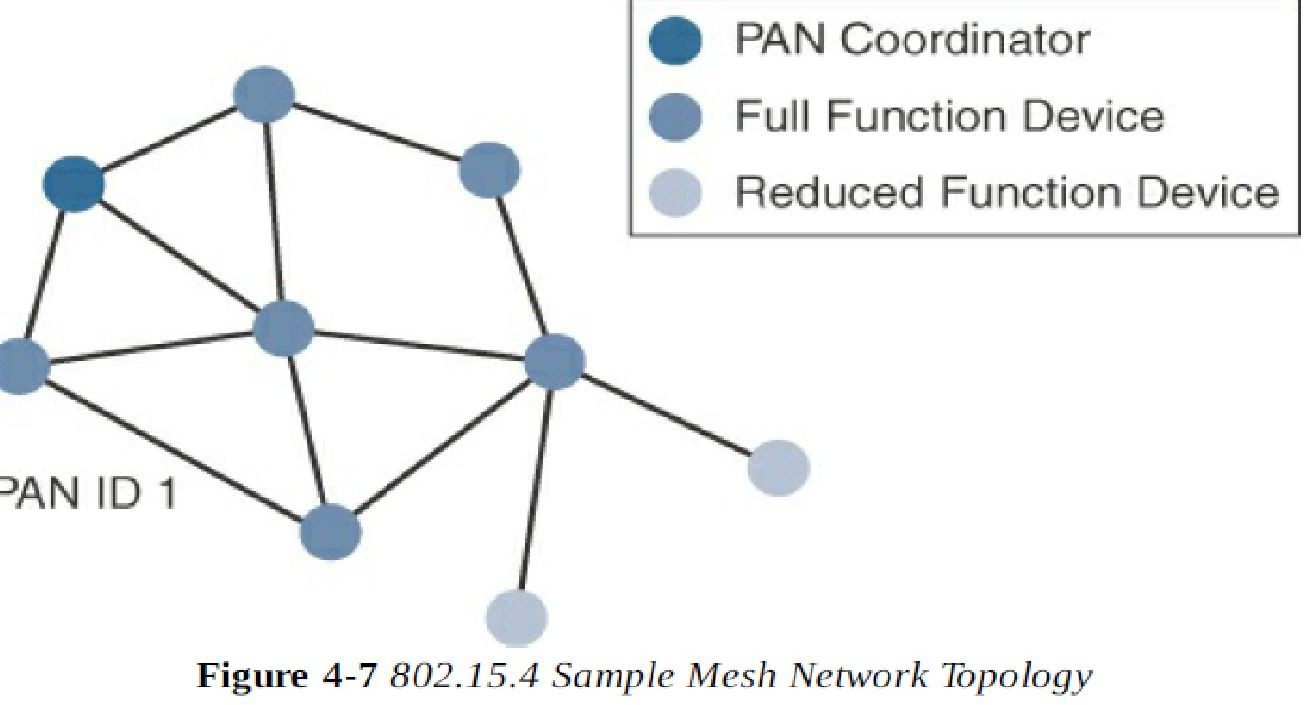 PAN Coordinator
Full Function Device
Reduced Function Device
PAN ID 1
Figure 4-7 802.15.4 Sample Mesh Network Topology